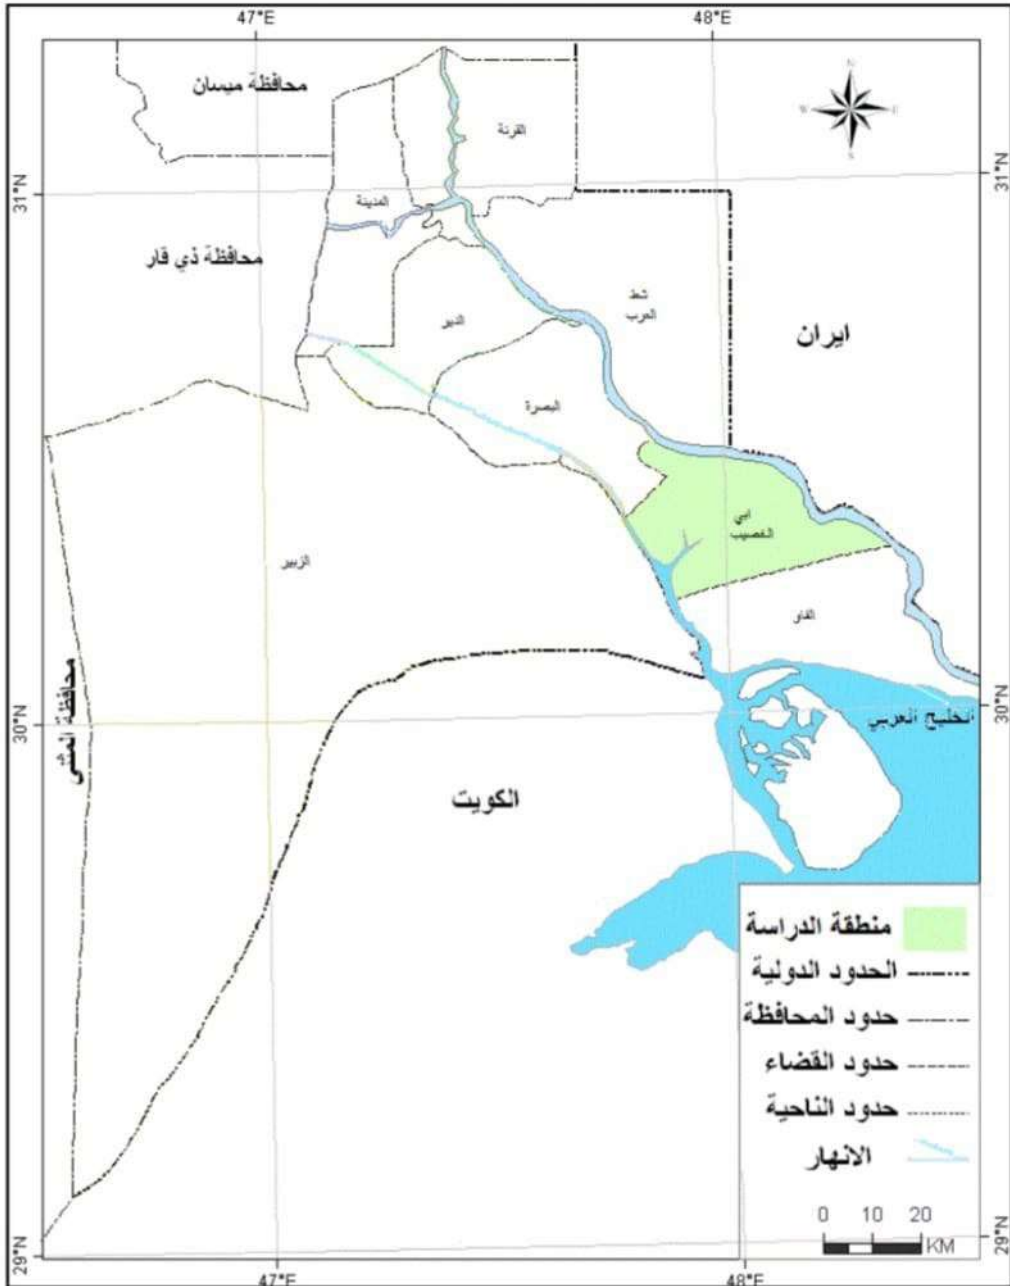 47°E
48°E
N
W
E
S
محافظة ميسان
القرنة
31°N
31°N
المدينة
محافظة ذي قار
شط
العرب
ايران
الدير
البصرة
ابي
الخصيب
الزبير
الفاو
محافظة المثنى
30°N
30°N
الخليج العربي
الكويت
منطقة الدراسة
الحدود الدولية
حدود المحافظة
حدود القضاء
حدود الناحية
الانهار
0 10 20
KM
29°N
29°N
47°E
48°E